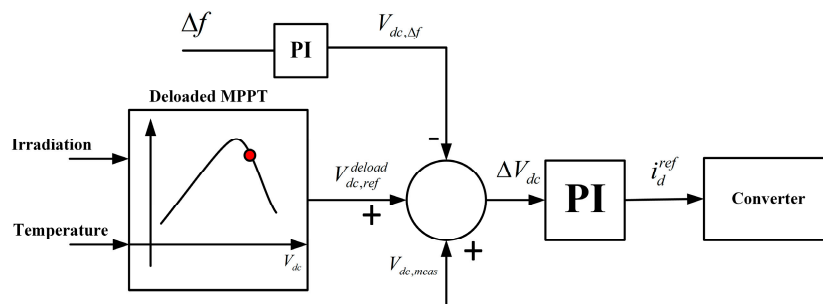 Δf
PI
V_{dc,Δf}
Deloaded MPPT
Irradiation
Temperature
V_{dc}
V_{dc,ref}^{deload}
+
-
+
V_{dc,meas}
ΔV_{dc}
PI
i_d^{ref}
Converter